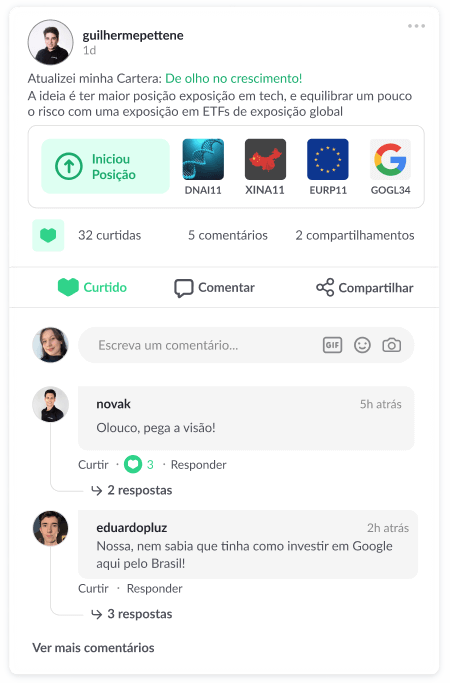 guilhermepettene
1d
Atualizei minha Cartera: De olho no crescimento!
A ideia é ter maior posição exposição em tech, e equilibrar um pouco
o risco com uma exposição em ETFs de exposição global
Iniciou
Posição
DNAI11
XINA11
EURP11
GOGL34
32 curtidas
5 comentários
2 compartilhamentos
Curtido
Comentar
Compartilhar
Escreva um comentário...
GIF
novak
5h atrás
Olouco, pega a visão!
Curtir · 3 · Responder
2 respostas
eduardopluz
2h atrás
Nossa, nem sabia que tinha como investir em Google
aqui pelo Brasil!
Curtir · Responder
3 respostas
Ver mais comentários